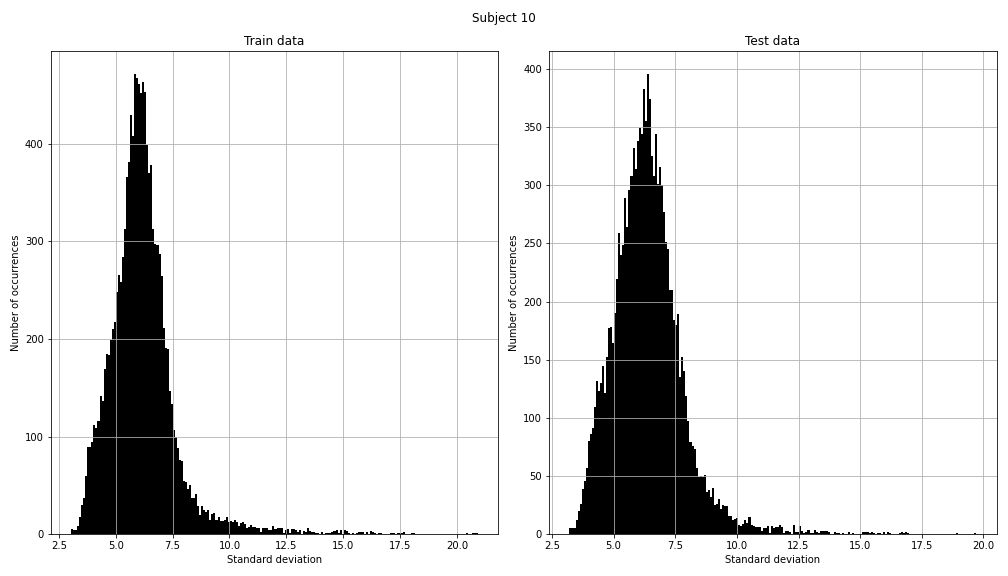 Subject 10
Train data
Test data
Number of occurrences
0
100
200
300
400
2.5 5.0 7.5 10.0 12.5 15.0 17.5 20.0
Standard deviation
Number of occurrences
0
50
100
150
200
250
300
350
400
2.5 5.0 7.5 10.0 12.5 15.0 17.5 20.0
Standard deviation